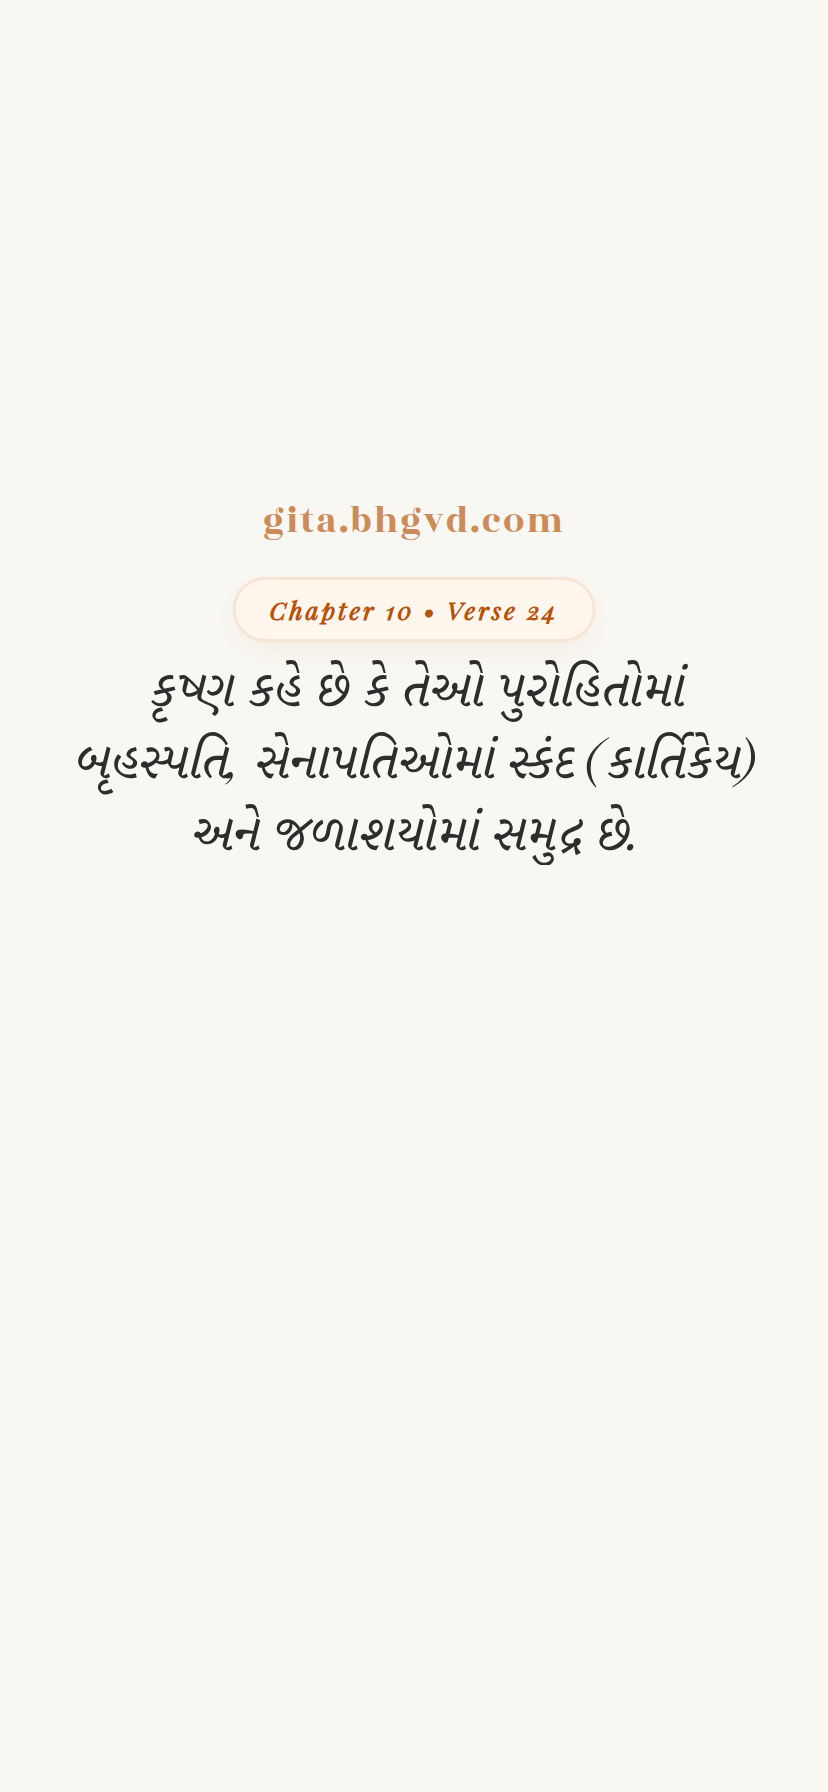 gita.bhgvd.com
Chapter 10 • Verse 24
કૃષ્ણ કહે છે કે તેઓ પુરોહિતોમાં
બૃહસ્પતિ, સેનાપતિઓમાં સ્કંદ (કાર્તિકેય)
અને જળાશયોમાં સમુદ્ર છે.